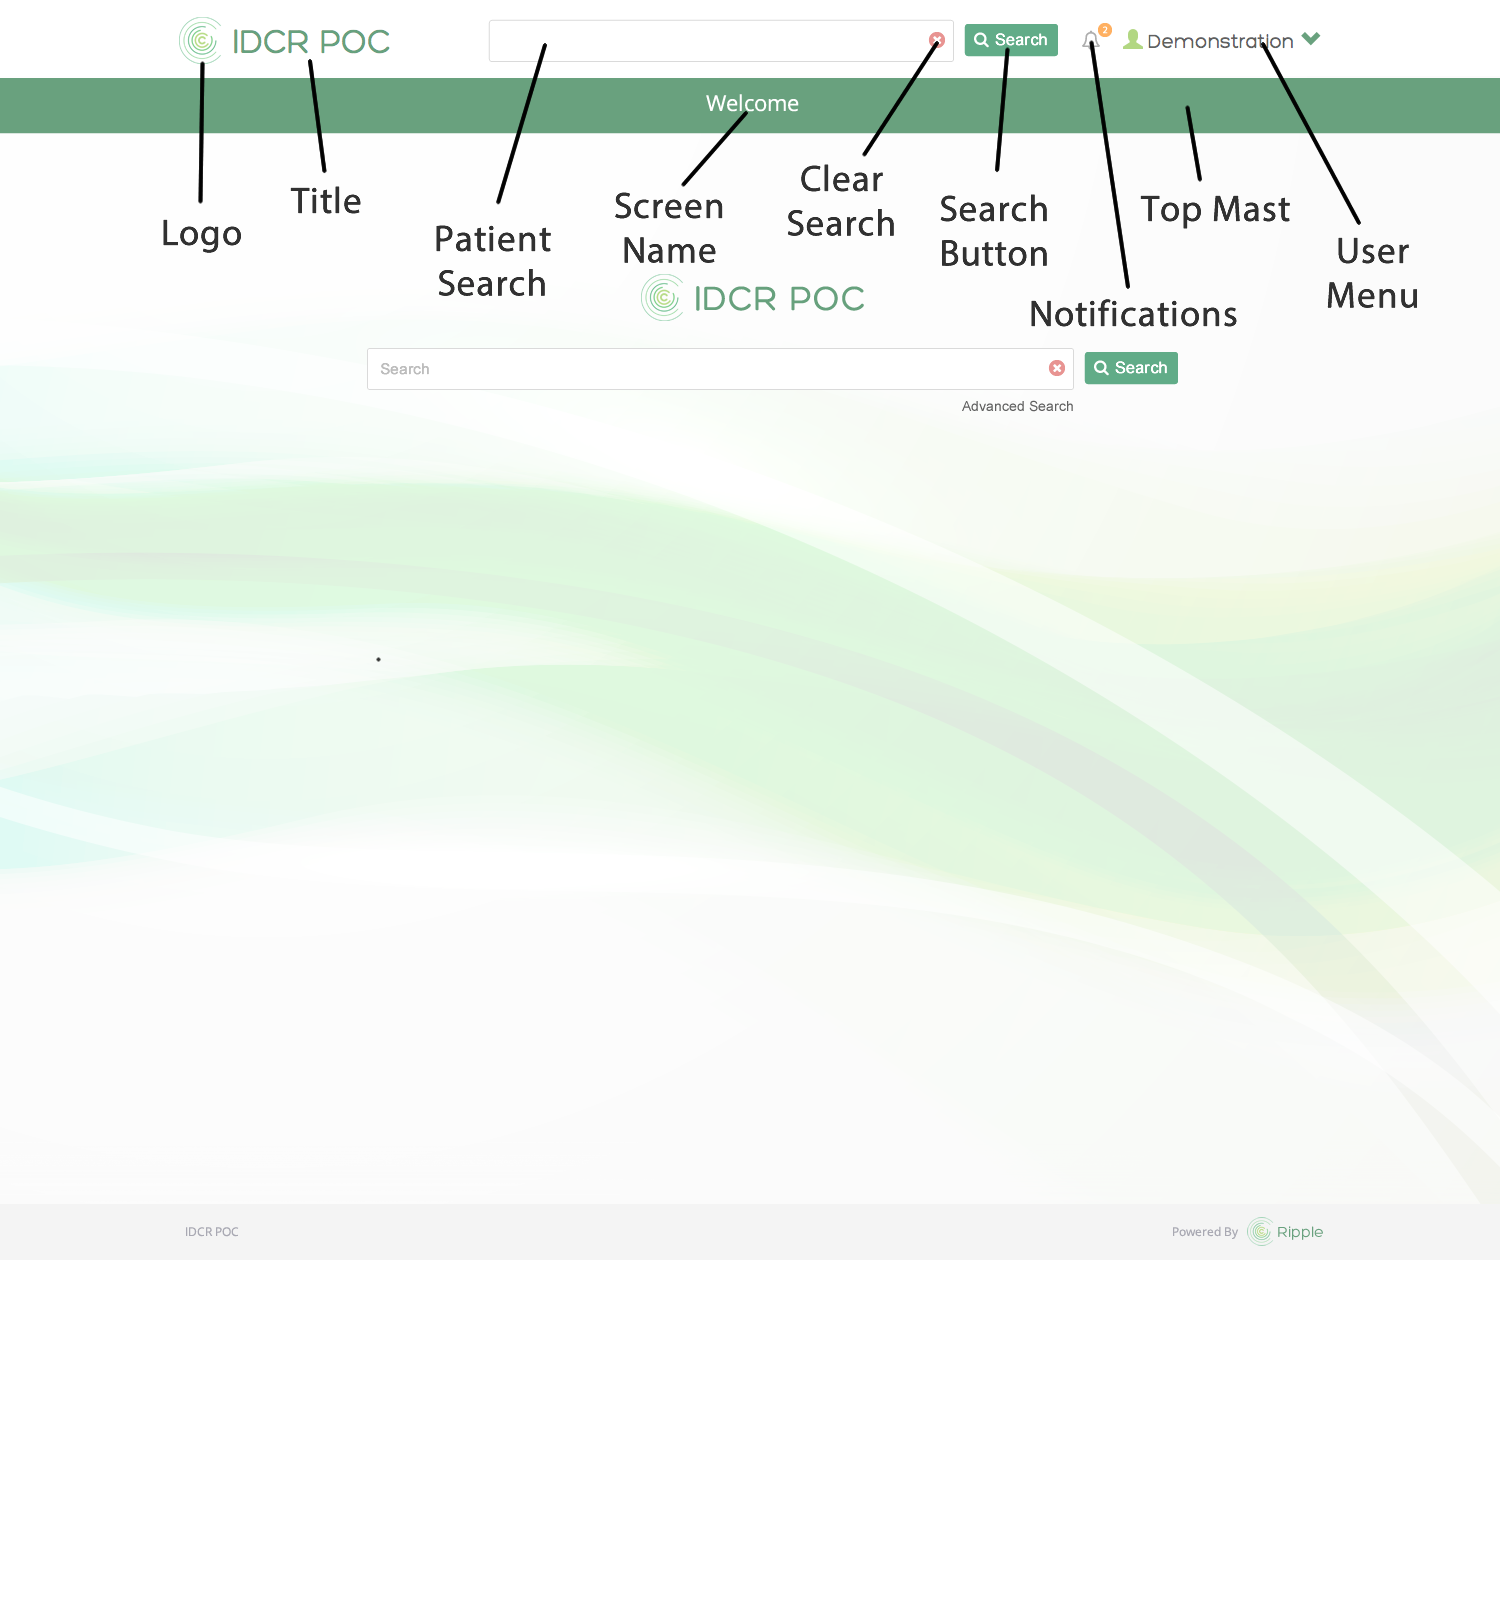 IDCR POC
Search
2
Demonstration
Welcome
Logo
Title
Patient
Search
Screen
Name
Clear
Search
Search
Button
Notifications
Top Mast
User
Menu
IDCR POC
Search
Search
Advanced Search
IDCR POC
Powered By Ripple